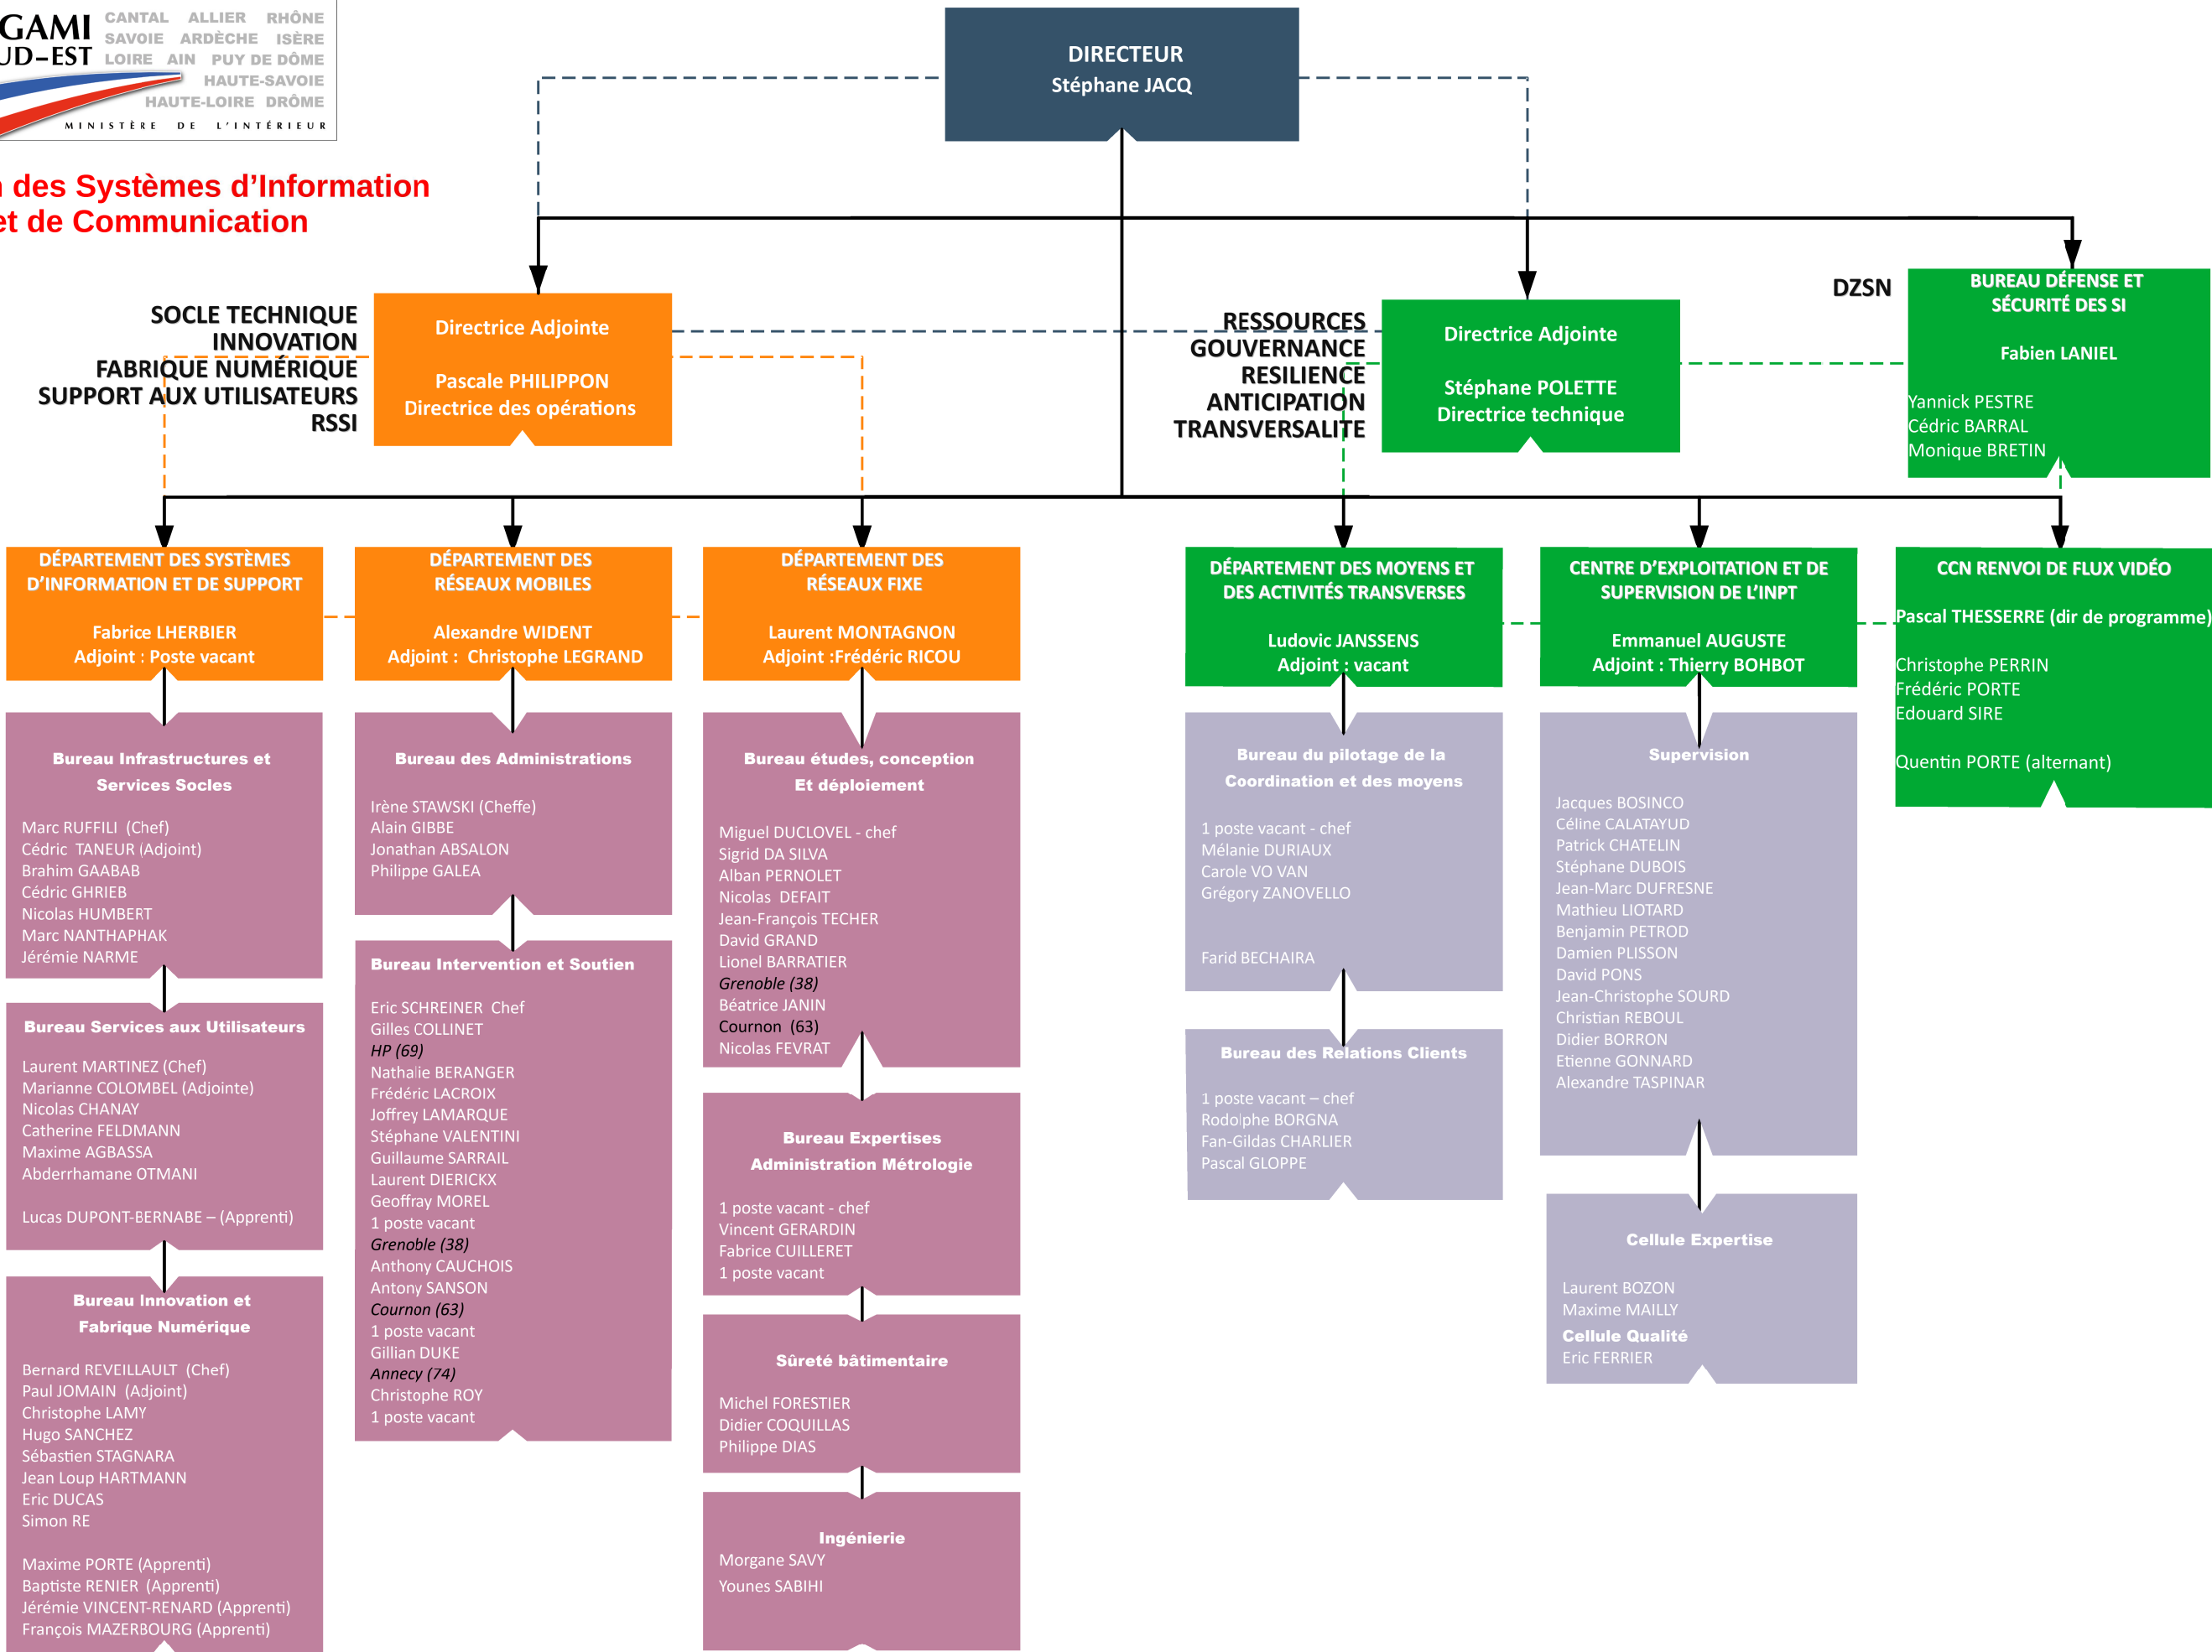 GAMI
UD-EST
CANTAL ALLIER RHÔNE
SAVOIE ARDÈCHE ISÈRE
LOIRE AIN PUY DE DÔME
HAUTE-SAVOIE
HAUTE-LOIRE DRÔME
MINISTÈRE DE L'INTÉRIEUR
des Systèmes d’Information
et de Communication
DIRECTEUR
Stéphane JACQ
SOCLE TECHNIQUE
INNOVATION
FABRIQUE NUMÉRIQUE
SUPPORT AUX UTILISATEURS
RSSI
Directrice Adjointe
Pascale PHILIPPON
Directrice des opérations
RESSOURCES
GOUVERNANCE
RESILIENCE
ANTICIPATION
TRANSVERSALITE
Directrice Adjointe
Stéphane POLETTE
Directrice technique
DZSN
BUREAU DÉFENSE ET
SÉCURITÉ DES SI
Fabien LANIEL
Yannick PESTRE
Cédric BARRAL
Monique BRETIN
DÉPARTEMENT DES SYSTÈMES
D’INFORMATION ET DE SUPPORT
Fabrice LHERBIER
Adjoint : Poste vacant
DÉPARTEMENT DES
RÉSEAUX MOBILES
Alexandre WIDENT
Adjoint : Christophe LEGRAND
DÉPARTEMENT DES
RÉSEAUX FIXE
Laurent MONTAGNON
Adjoint :Frédéric RICOU
DÉPARTEMENT DES MOYENS ET
DES ACTIVITÉS TRANSVERSES
Ludovic JANSSENS
Adjoint : vacant
CENTRE D’EXPLOITATION ET DE
SUPERVISION DE L’INPT
Emmanuel AUGUSTE
Adjoint : Thierry BOHBOT
CCN RENVOI DE FLUX VIDÉO
Pascal THESSERRE (dir de programme)
Christophe PERRIN
Frédéric PORTE
Edouard SIRE
Quentin PORTE (alternant)
Bureau Infrastructures et
Services Socles
Marc RUFFILI (Chef)
Cédric TANEUR (Adjoint)
Brahim GAABAB
Cédric GHRIEB
Nicolas HUMBERT
Marc NANTHAPHAK
Jérémie NARME
Bureau Services aux Utilisateurs
Laurent MARTINEZ (Chef)
Marianne COLOMBEL (Adjointe)
Nicolas CHANAY
Catherine FELDMANN
Maxime AGBASSA
Abderrhamane OTMANI
Lucas DUPONT-BERNABE – (Apprenti)
Bureau Innovation et
Fabrique Numérique
Bernard REVEILLAULT (Chef)
Paul JOMAIN (Adjoint)
Christophe LAMY
Hugo SANCHEZ
Sébastien STAGNARA
Jean Loup HARTMANN
Eric DUCAS
Simon RE
Maxime PORTE (Apprenti)
Baptiste RENIER (Apprenti)
Jérémie VINCENT-RENARD (Apprenti)
François MAZERBOURG (Apprenti)
Bureau des Administrations
Irène STAWSKI (Cheffe)
Alain GIBBE
Jonathan ABSALON
Philippe GALEA
Bureau Intervention et Soutien
Eric SCHREINER Chef
Gilles COLLINET
HP (69)
Nathalie BERANGER
Frédéric LACROIX
Joffrey LAMARQUE
Stéphane VALENTINI
Guillaume SARRAIL
Laurent DIERICKX
Geoffray MOREL
1 poste vacant
Grenoble (38)
Anthony CAUCHOIS
Antony SANSON
Cournon (63)
1 poste vacant
Gillian DUKE
Annecy (74)
Christophe ROY
1 poste vacant
Bureau études, conception
Et déploiement
Miguel DUCLOVEL - chef
Sigrid DA SILVA
Alban PERNOLET
Nicolas DEFAIT
Jean-François TECHER
David GRAND
Lionel BARRATIER
Grenoble (38)
Béatrice JANIN
Cournon (63)
Nicolas FEVRAT
Bureau Expertises
Administration Métrologie
1 poste vacant - chef
Vincent GERARDIN
Fabrice CUILLERET
1 poste vacant
Sûreté bâtimentaire
Michel FORESTIER
Didier COQUILLAS
Philippe DIAS
Ingénierie
Morgane SAVY
Younes SABIHI
Bureau du pilotage de la
Coordination et des moyens
1 poste vacant - chef
Mélanie DURIAUX
Carole VO VAN
Grégory ZANOVELLO
Farid BECHAIRA
Bureau des Relations Clients
1 poste vacant – chef
Rodolphe BORGNA
Fan-Gildas CHARLIER
Pascal GLOPPE
Supervision
Jacques BOSINCO
Céline CALATAYUD
Patrick CHATELIN
Stéphane DUBOIS
Jean-Marc DUFRESNE
Mathieu LIOTARD
Benjamin PETROD
Damien PLISSON
David PONS
Jean-Christophe SOURD
Christian REBOUL
Didier BORRON
Etienne GONNARD
Alexandre TASPINAR
Cellule Expertise
Laurent BOZON
Maxime MAILLY
Cellule Qualité
Eric FERRIER